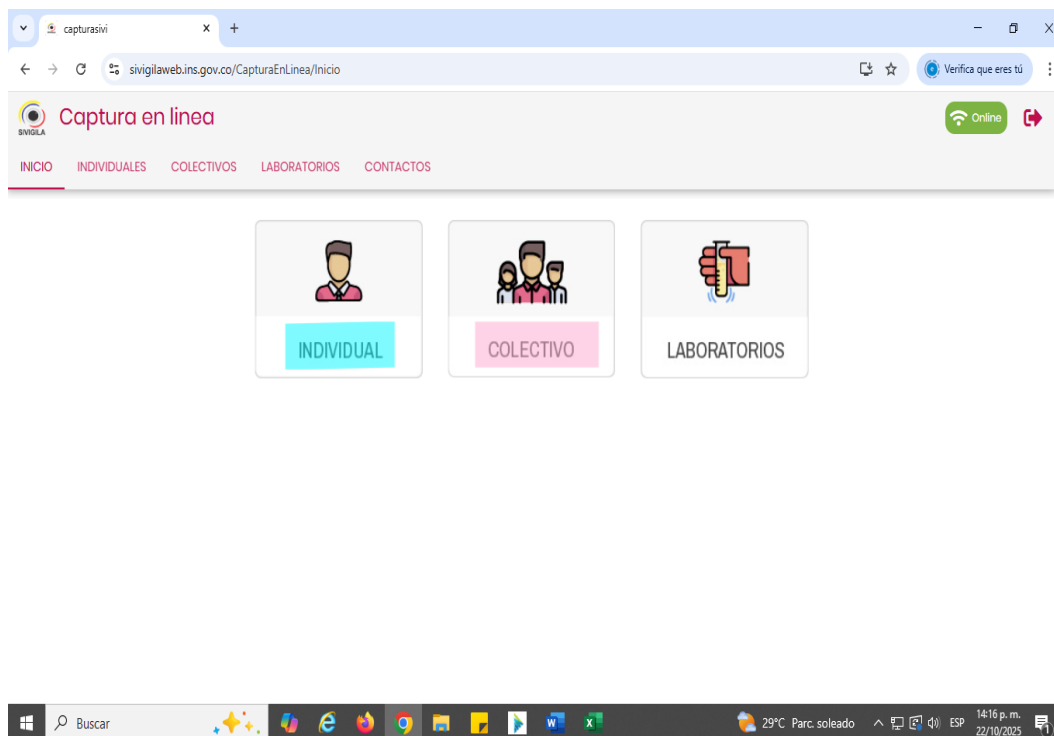 capturasivi
sivigilaweb.ins.gov.co/CapturaEnLinea/Inicio
Verifica que eres tú
SIVIGILA
Captura en linea
Online
INICIO INDIVIDUALES COLECTIVOS LABORATORIOS CONTACTOS
INDIVIDUAL COLECTIVO LABORATORIOS
Buscar
29°C Parc. soleado
ESP
14:16 p. m.
22/10/2025
1